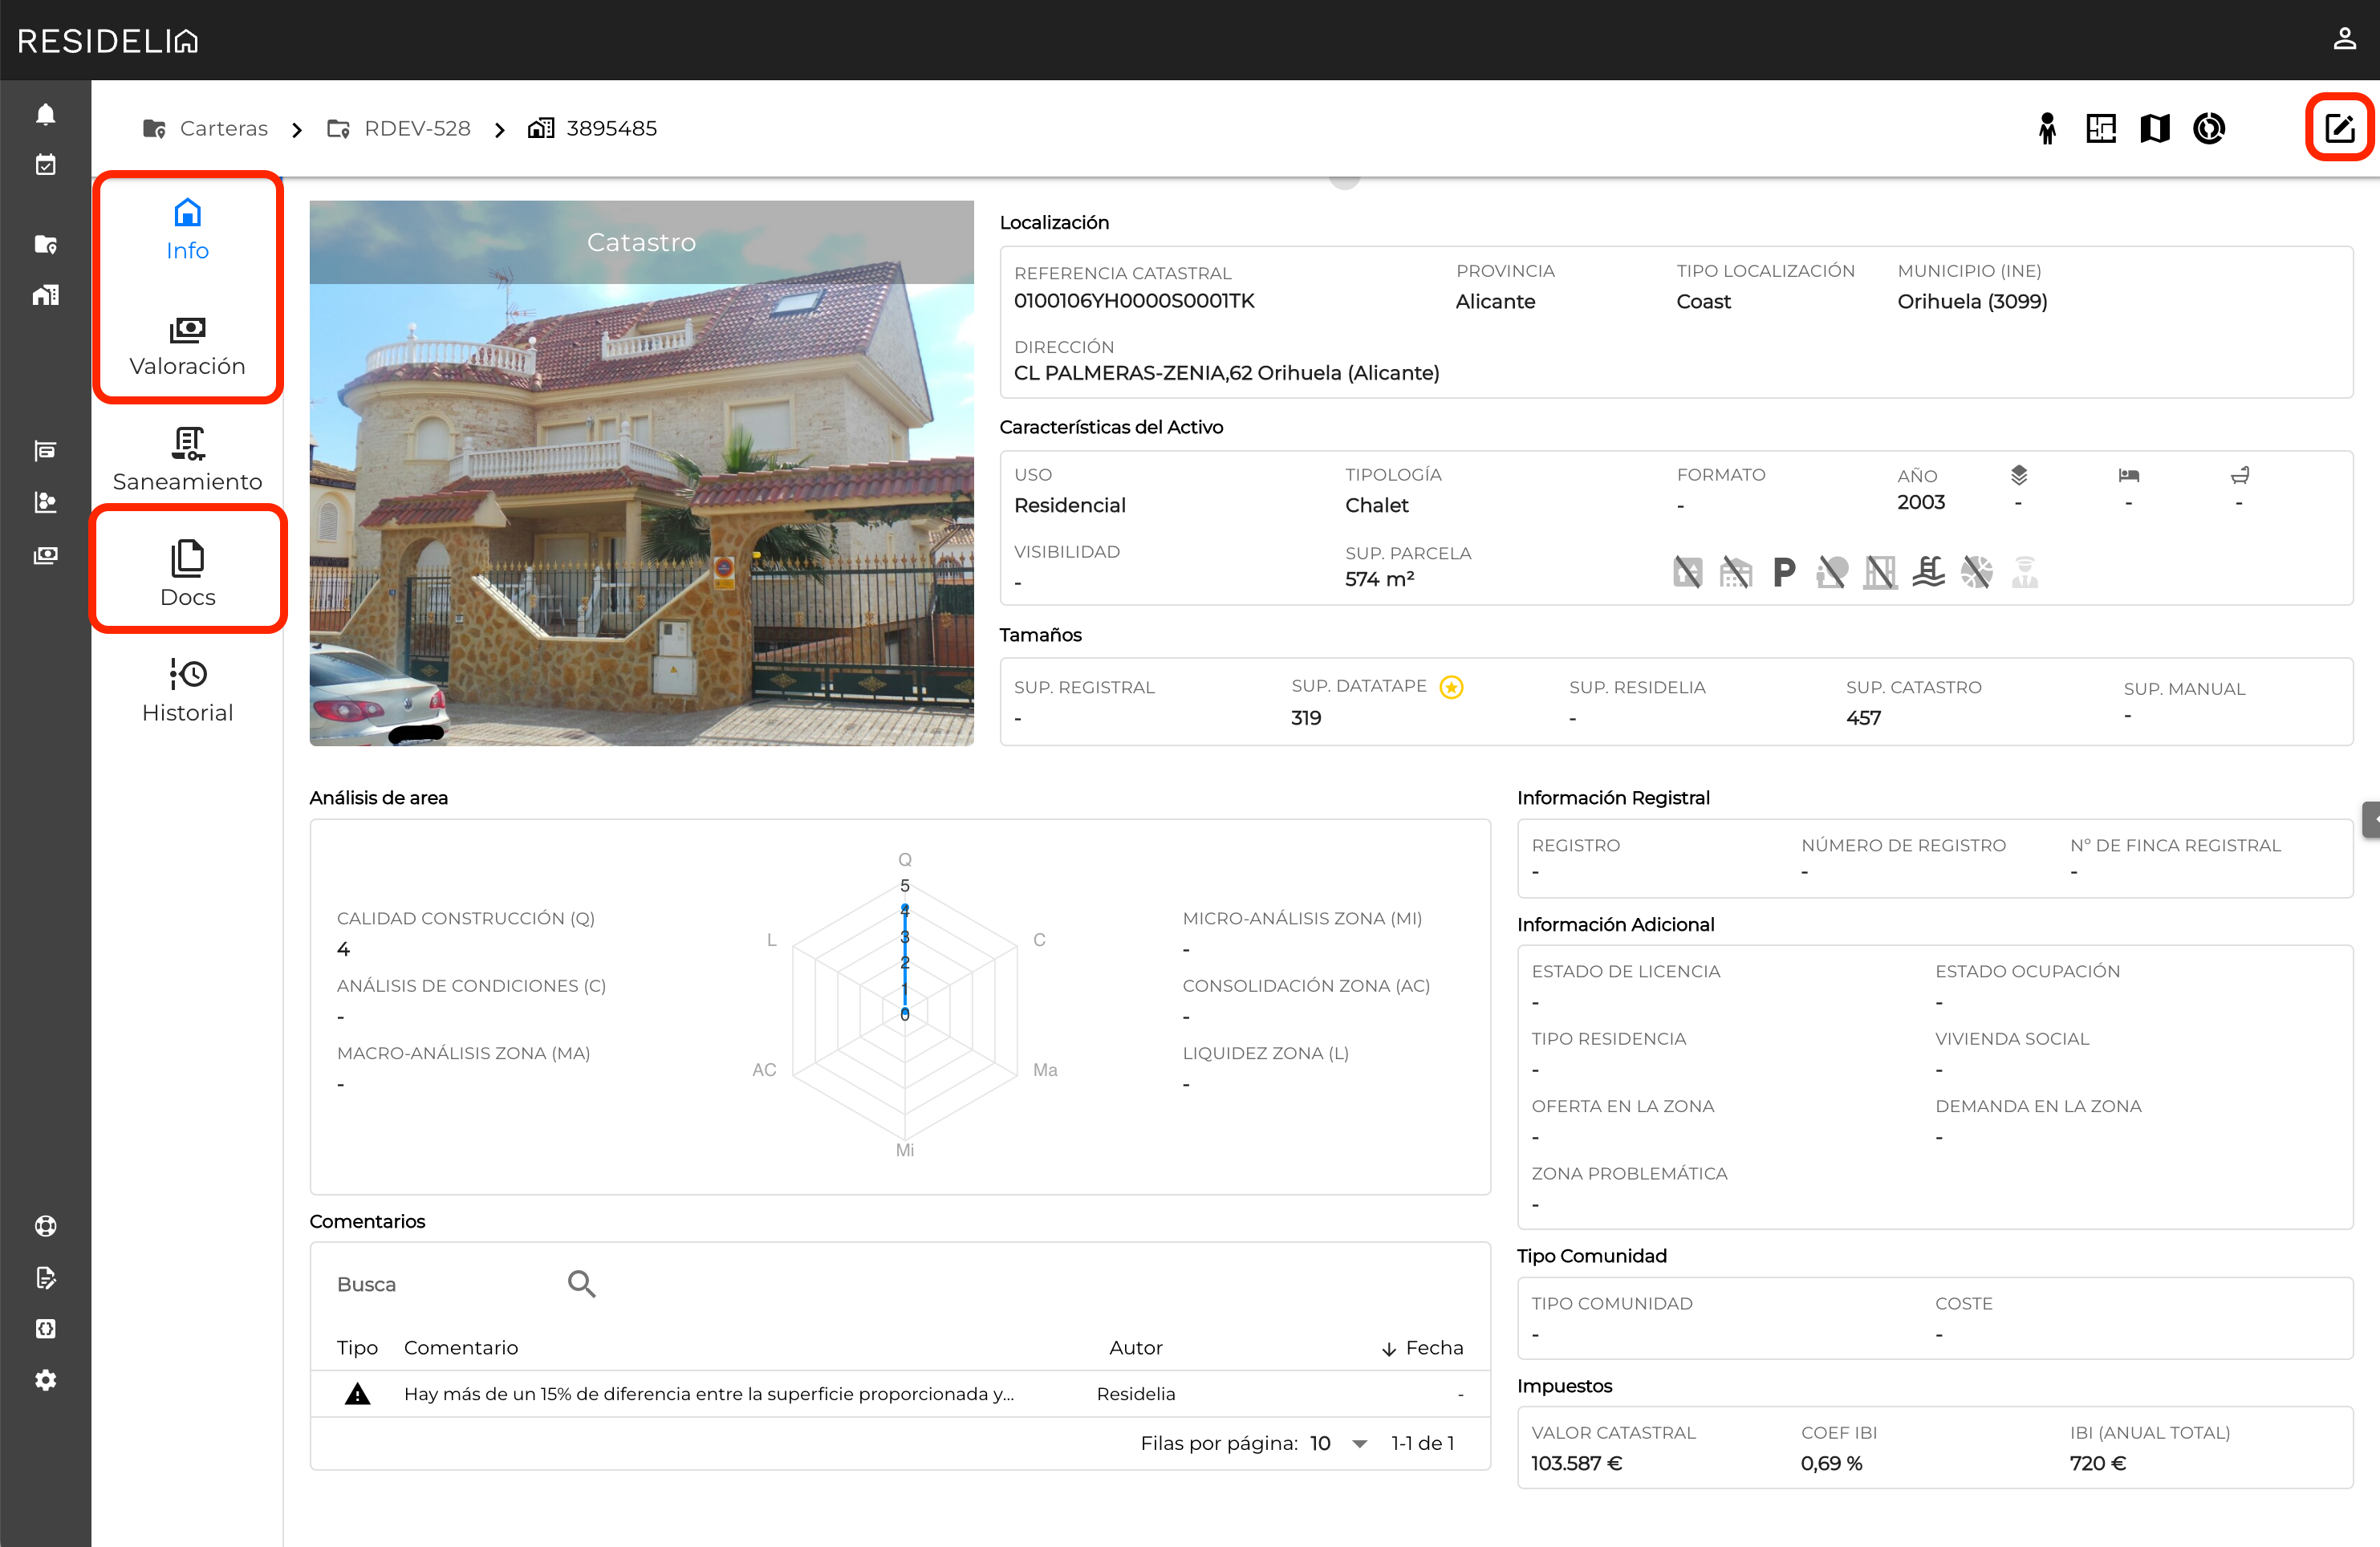 RESIDELIA
Carteras > RDEV-528 > 3895485
Info
Valoración
Saneamiento
Docs
Historial
Catastro
Localización
REFERENCIA CATASTRAL PROVINCIA TIPO LOCALIZACIÓN MUNICIPIO (INE)
0100106YH0000S0001TK Alicante Coast Orihuela (3099)
DIRECCIÓN
CL PALMERAS-ZENIA,62 Orihuela (Alicante)
Características del Activo
USO TIPOLOGÍA FORMATO AÑO
Residencial Chalet - 2003 - - -
VISIBILIDAD SUP. PARCELA
- 574 m² P
Tamaños
SUP. REGISTRAL SUP. DATATAPE SUP. RESIDELIA SUP. CATASTRO SUP. MANUAL
- 319 - 457 -
Análisis de area
CALIDAD CONSTRUCCIÓN (Q)
4
ANÁLISIS DE CONDICIONES (C)
-
MACRO-ANÁLISIS ZONA (MA)
-
Q
5
4
3
2
1
0
L
C
AC
Ma
Mi
MICRO-ANÁLISIS ZONA (MI)
-
CONSOLIDACIÓN ZONA (AC)
-
LIQUIDEZ ZONA (L)
-
Comentarios
Busca
Tipo Comentario Autor Fecha
Hay más de un 15% de diferencia entre la superficie proporcionada y... Residelia -
Filas por página: 10 1-1 de 1
Información Registral
REGISTRO NÚMERO DE REGISTRO Nº DE FINCA REGISTRAL
- - -
Información Adicional
ESTADO DE LICENCIA ESTADO OCUPACIÓN
- -
TIPO RESIDENCIA VIVIENDA SOCIAL
- -
OFERTA EN LA ZONA DEMANDA EN LA ZONA
- -
ZONA PROBLEMÁTICA
-
Tipo Comunidad
TIPO COMUNIDAD COSTE
- -
Impuestos
VALOR CATASTRAL COEF IBI IBI (ANUAL TOTAL)
103.587 € 0,69 % 720 €